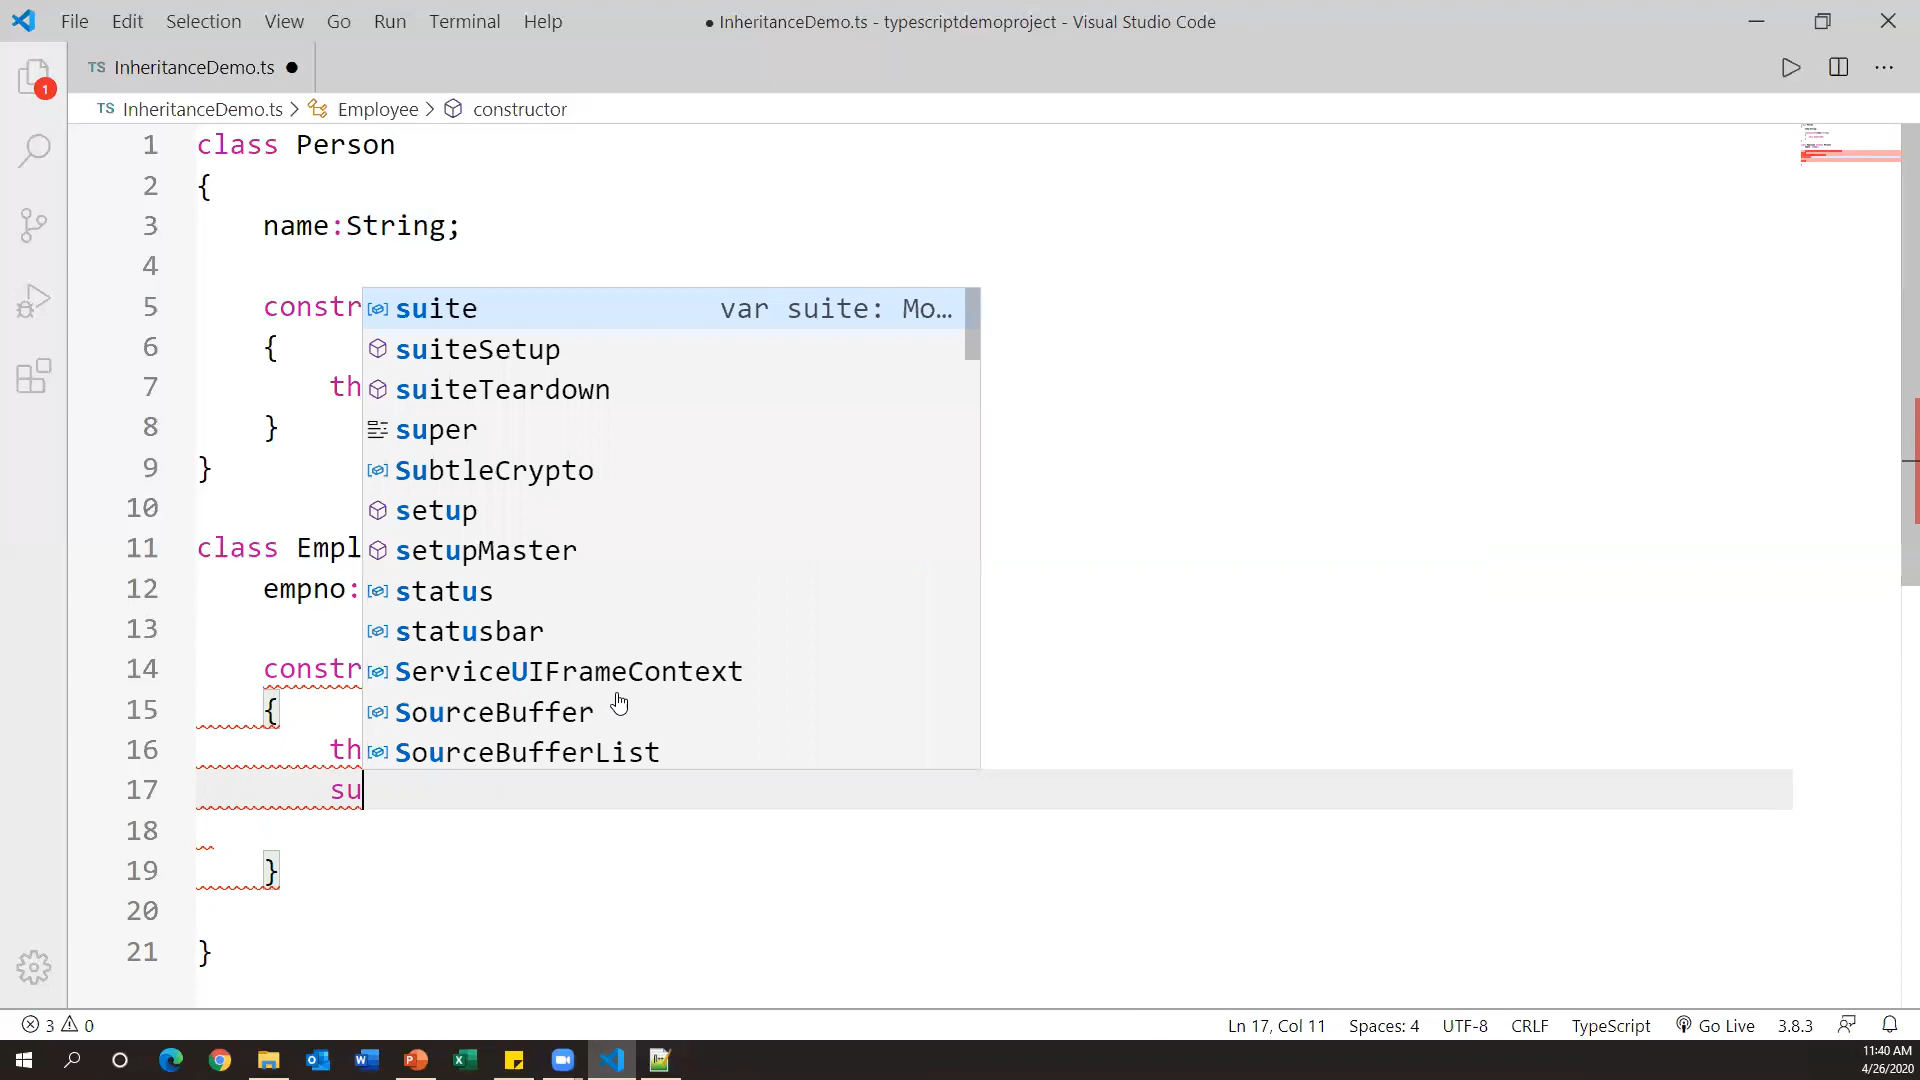 File Edit Selection View Go Run Terminal Help ● InheritanceDemo.ts - typescriptdemoproject - Visual Studio Code
TS InheritanceDemo.ts ●
TS InheritanceDemo.ts > Employee > constructor
1 class Person
2 {
3 name:String;
4
5 constr
6 {
7 th
8 }
9 }
10
11 class Empl
12 empno:
13
14 constr
15 {
16 th
17 su
18
19 }
20
21 }
suite var suite: Mo…
suiteSetup
suiteTeardown
super
SubtleCrypto
setup
setupMaster
status
statusbar
ServiceUIFrameContext
SourceBuffer
SourceBufferList
1
3 0 Ln 17, Col 11 Spaces: 4 UTF-8 CRLF TypeScript Go Live 3.8.3
11:40 AM
4/26/2020